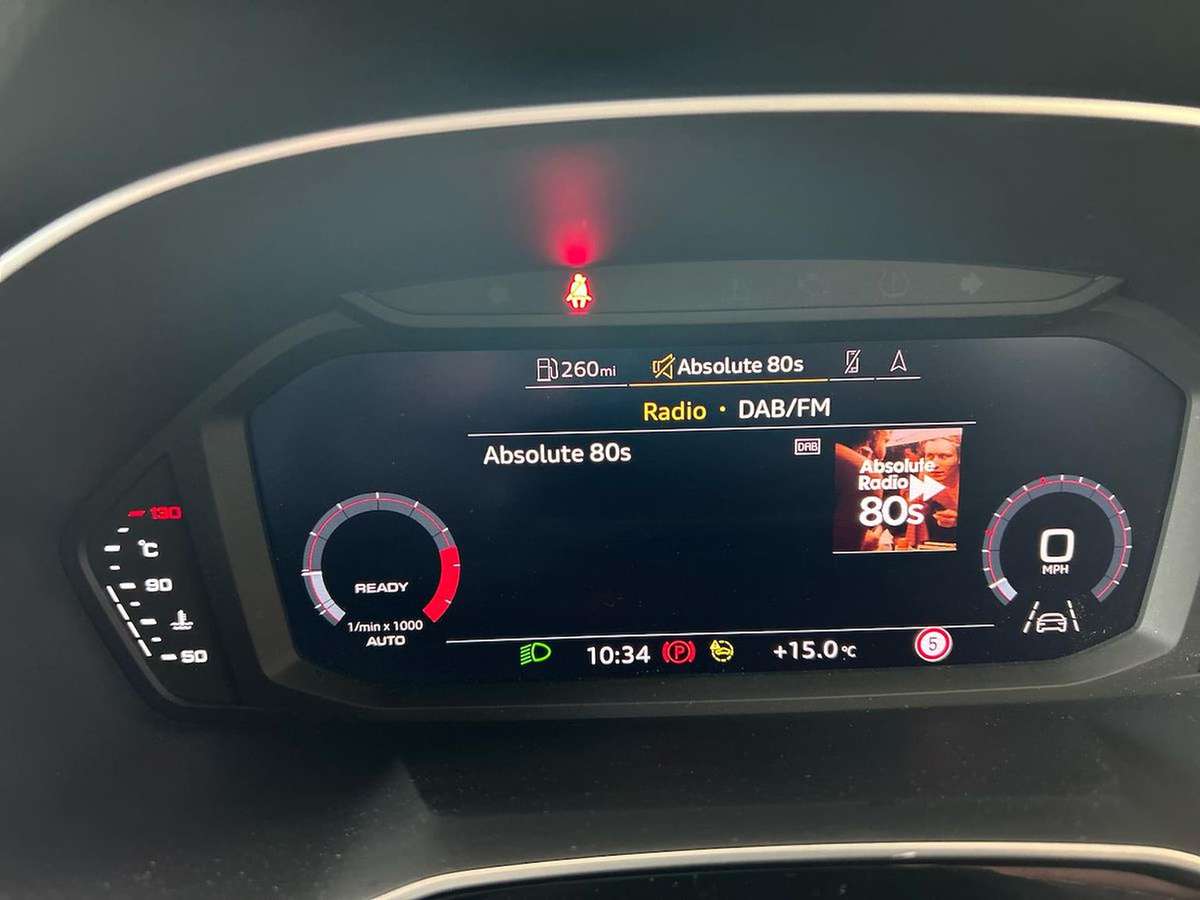 260mi
Absolute 80s
Radio • DAB/FM
Absolute 80s
DAB
Absolute
Radio
80s
130
°C
90
50
READY
1/min x 1000
AUTO
0
MPH
10:34
P
+15.0°C
5